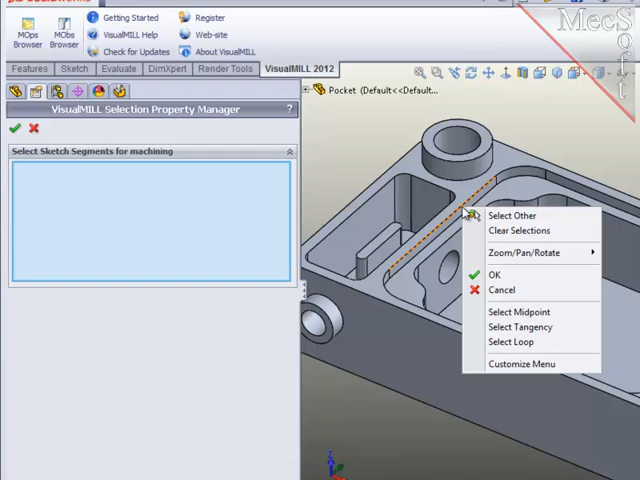 MecSoft
Getting Started
Register
VisualMILL Help
Web-site
Check for Updates
About VisualMILL
MOps
Browser
MObs
Browser
Features
Sketch
Evaluate
DimXpert
Render Tools
VisualMILL 2012
VisualMILL Selection Property Manager
?
Select Sketch Segments for machining
Pocket (Default<<Default...
Select Other
Clear Selections
Zoom/Pan/Rotate
OK
Cancel
Select Midpoint
Select Tangency
Select Loop
Customize Menu
Z